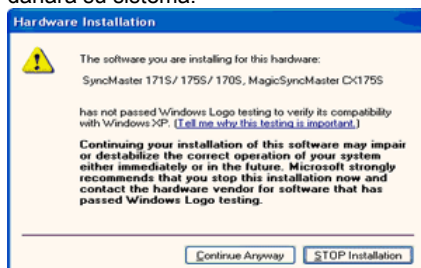 Hardware Installation
The software you are installing for this hardware:
SyncMaster 171S/ 175S/ 170S, MagicSyncMaster CX175S
has not passed Windows Logo testing to verify its compatibility
with Windows XP. (Tell me why this testing is important.)
Continuing your installation of this software may impair
or destabilize the correct operation of your system
either immediately or in the future. Microsoft strongly
recommends that you stop this installation now and
contact the hardware vendor for software that has
passed Windows Logo testing.
Continue Anyway STOP Installation